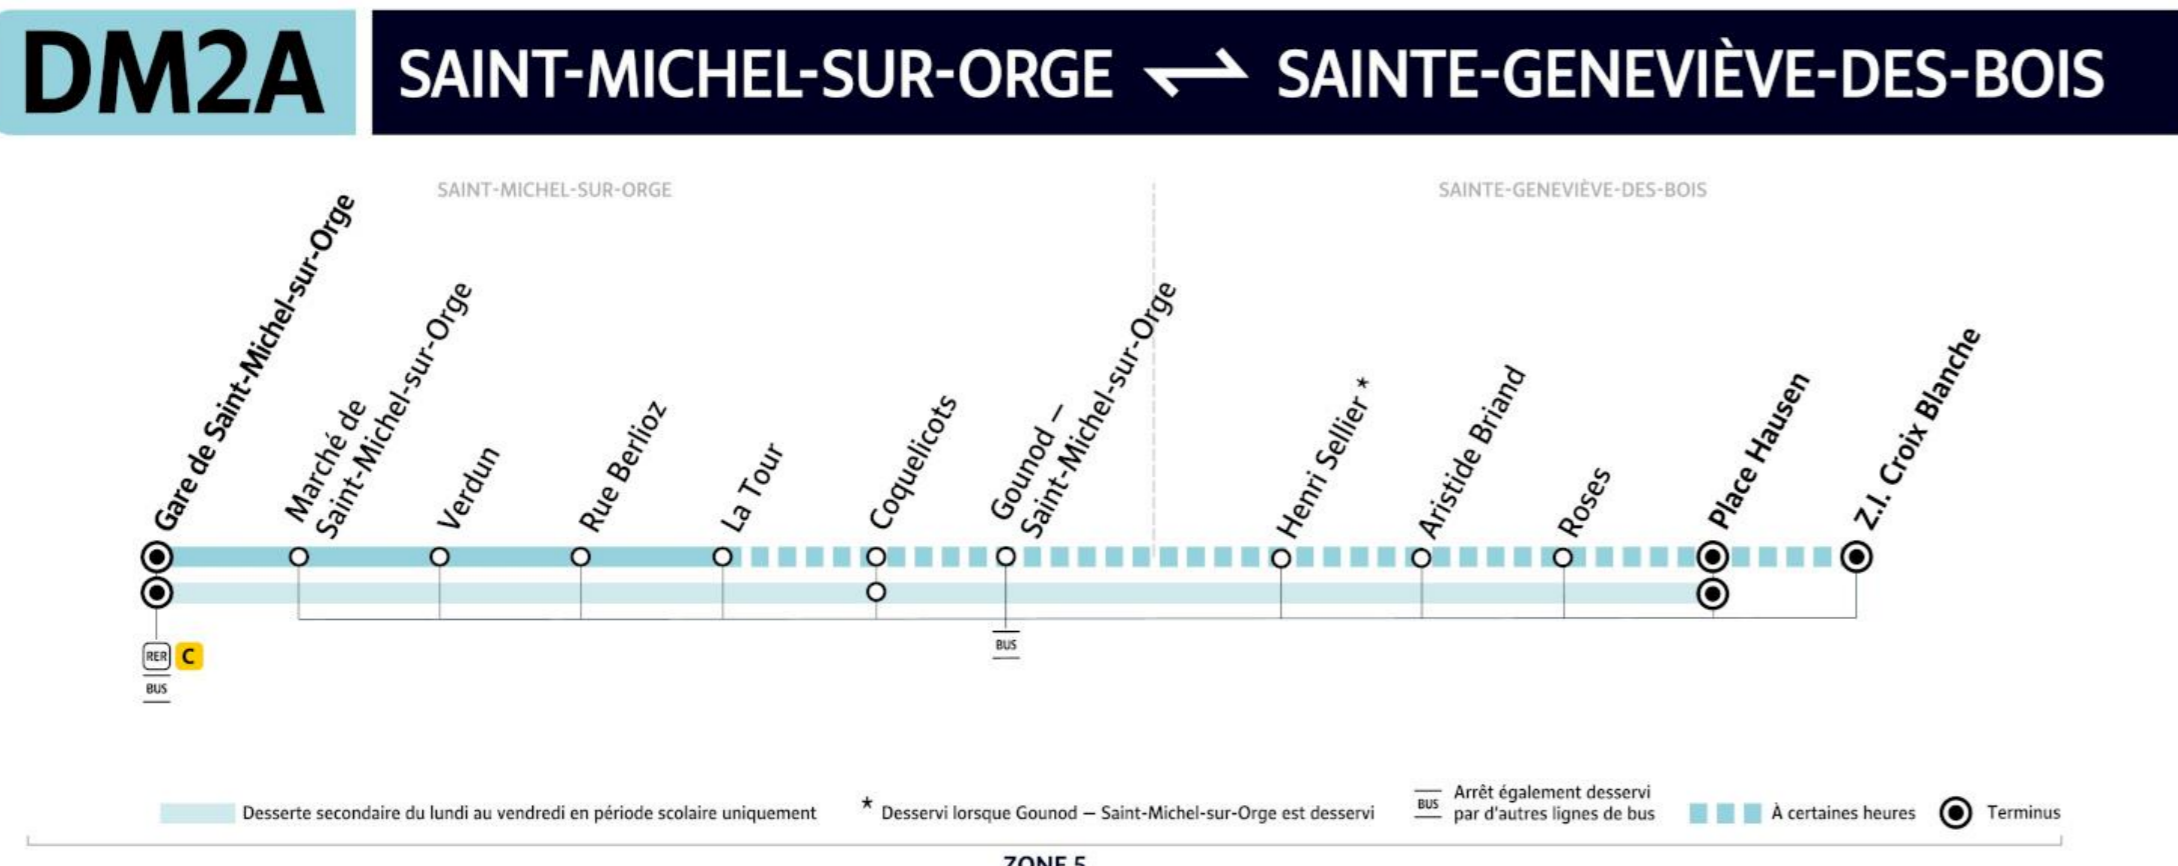 DM2A
SAINT-MICHEL-SUR-ORGE ⇌ SAINTE-GENEVIÈVE-DES-BOIS
SAINT-MICHEL-SUR-ORGE
SAINTE-GENEVIÈVE-DES-BOIS
Gare de Saint-Michel-sur-Orge
Marché de
Saint-Michel-sur-Orge
Verdun
Rue Berlioz
La Tour
Coquelicots
Gounod –
Saint-Michel-sur-Orge
Henri Sellier *
Aristide Briand
Roses
Place Hausen
Z.I. Croix Blanche
RER C
BUS
BUS
Desserte secondaire du lundi au vendredi en période scolaire uniquement
* Desservi lorsque Gounod – Saint-Michel-sur-Orge est desservi
BUS
Arrêt également desservi
par d'autres lignes de bus
À certaines heures
Terminus
ZONE 5